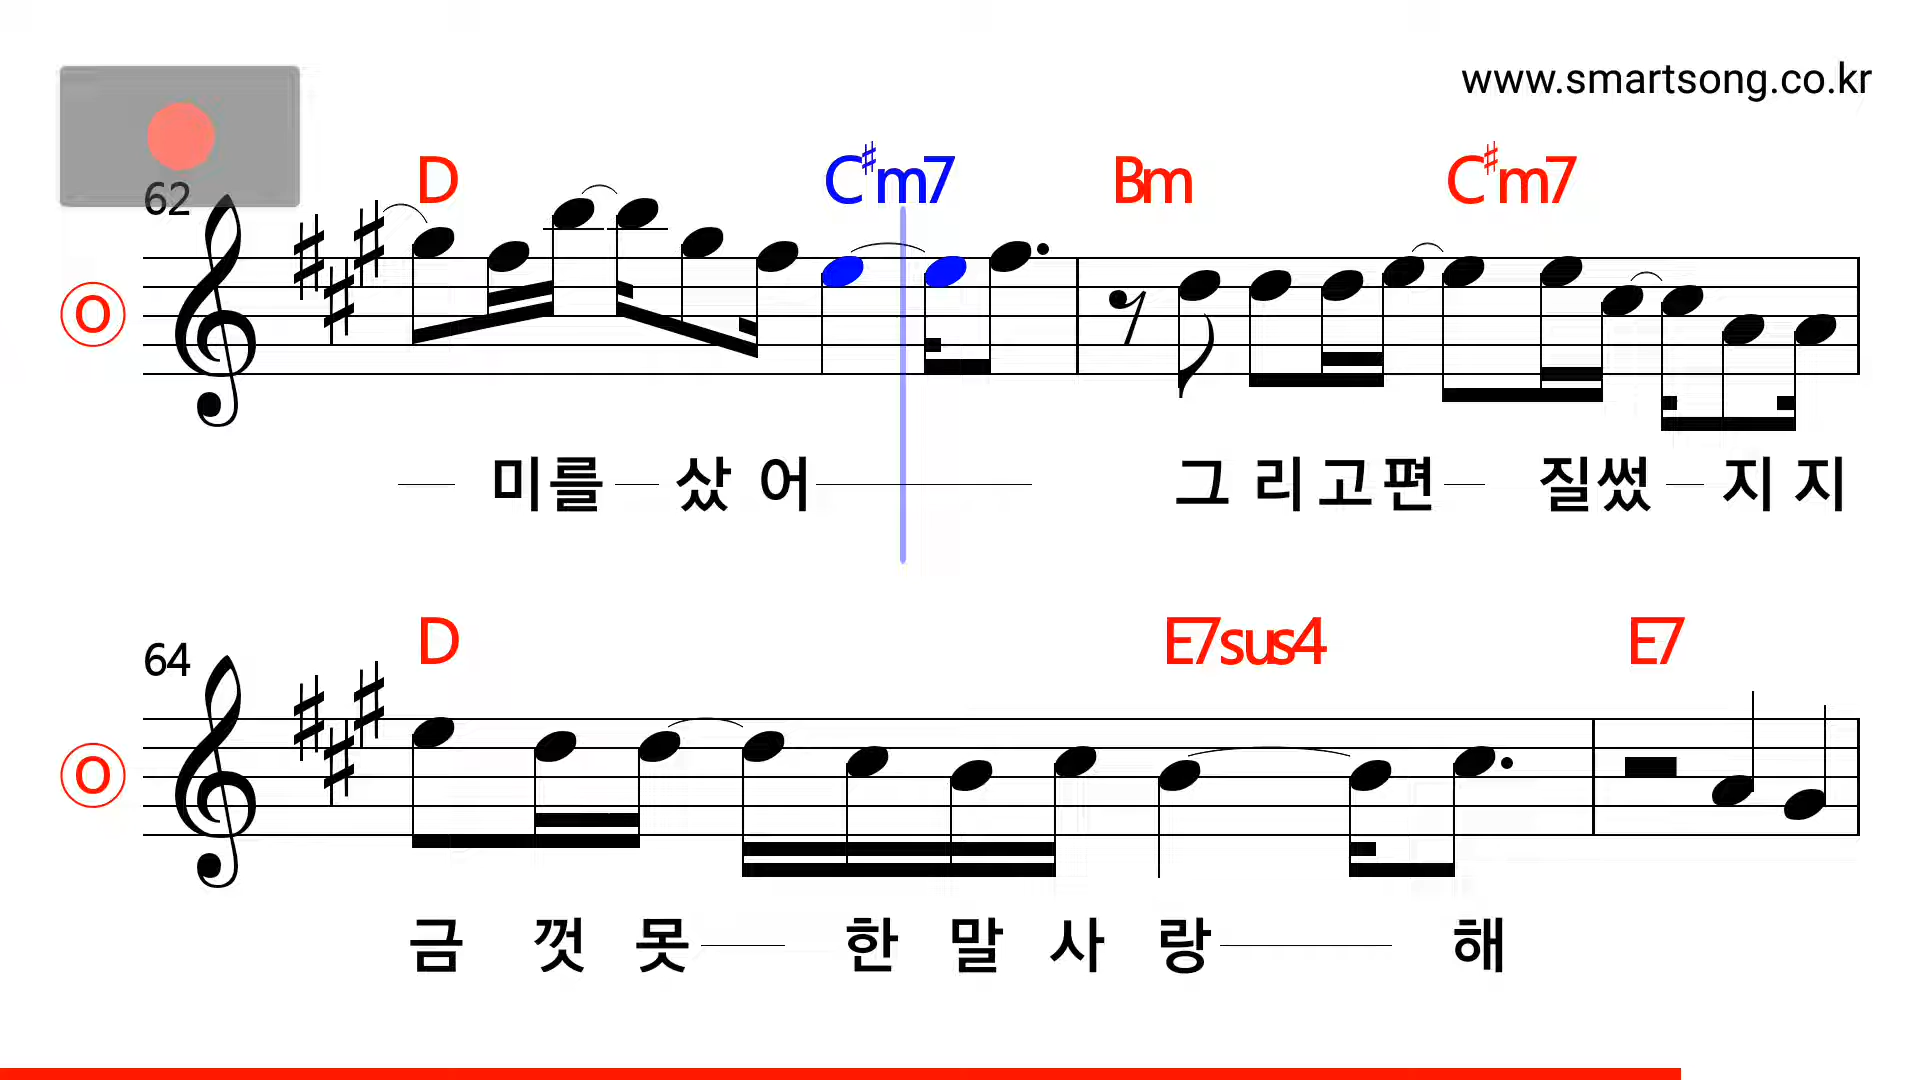 www.smartsong.co.kr
D C♯m7 Bm C♯m7
62
O
미를 샀 어 그 리 고 편 질 썼 지 지
D E7sus4 E7
64
O
금 껏 못 한 말 사 랑 해